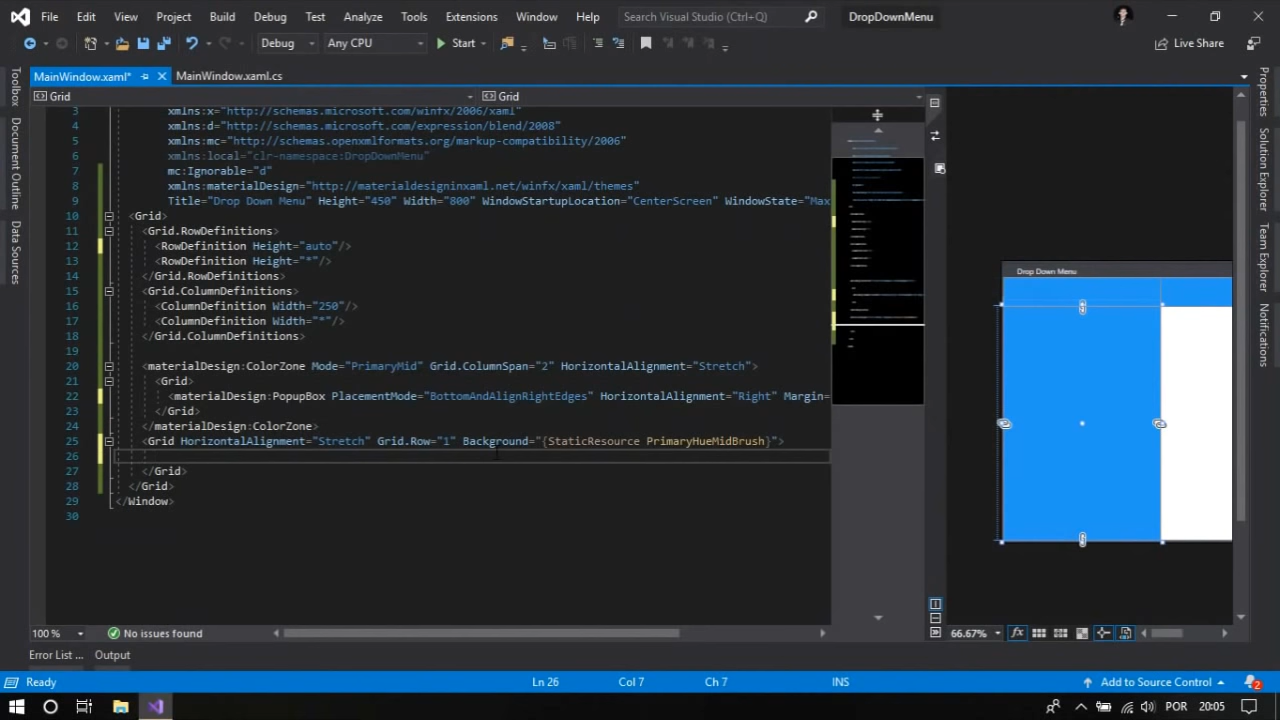 File Edit View Project Build Debug Test Analyze Tools Extensions Window Help Search Visual Studio (Ctrl+Q) DropDownMenu
Debug Any CPU Start Live Share
MainWindow.xaml* MainWindow.xaml.cs
Grid Grid
3 xmlns:x="http://schemas.microsoft.com/winfx/2006/xaml"
4 xmlns:d="http://schemas.microsoft.com/expression/blend/2008"
5 xmlns:mc="http://schemas.openxmlformats.org/markup-compatibility/2006"
6 xmlns:local="clr-namespace:DropDownMenu"
7 mc:Ignorable="d"
8 xmlns:materialDesign="http://materialdesigninxaml.net/winfx/xaml/themes"
9 Title="Drop Down Menu" Height="450" Width="800" WindowStartupLocation="CenterScreen" WindowState="Max
10 <Grid>
11 <Grid.RowDefinitions>
12 <RowDefinition Height="auto"/>
13 <RowDefinition Height="*"/>
14 </Grid.RowDefinitions>
15 <Grid.ColumnDefinitions>
16 <ColumnDefinition Width="250"/>
17 <ColumnDefinition Width="*"/>
18 </Grid.ColumnDefinitions>
19
20 <materialDesign:ColorZone Mode="PrimaryMid" Grid.ColumnSpan="2" HorizontalAlignment="Stretch">
21 <Grid>
22 <materialDesign:PopupBox PlacementMode="BottomAndAlignRightEdges" HorizontalAlignment="Right" Margin=
23 </Grid>
24 </materialDesign:ColorZone>
25 <Grid HorizontalAlignment="Stretch" Grid.Row="1" Background="{StaticResource PrimaryHueMidBrush}">
26
27 </Grid>
28 </Grid>
29 </Window>
30
Toolbox
Document Outline
Data Sources
Drop Down Menu
Properties
Solution Explorer
Team Explorer
Notifications
100 % No issues found 66.67%
Error List ... Output
Ready Ln 26 Col 7 Ch 7 INS Add to Source Control 2
POR 20:05